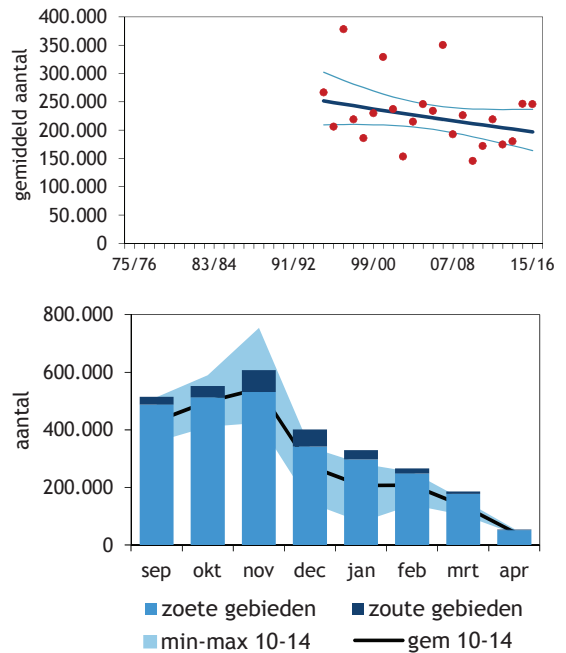 400.000
350.000
300.000
250.000
200.000
150.000
100.000
50.000
0
gemiddeld aantal
75/76 83/84 91/92 99/00 07/08 15/16
800.000
600.000
400.000
200.000
0
aantal
sep okt nov dec jan feb mrt apr
zoete gebieden zoute gebieden
min-max 10-14 gem 10-14